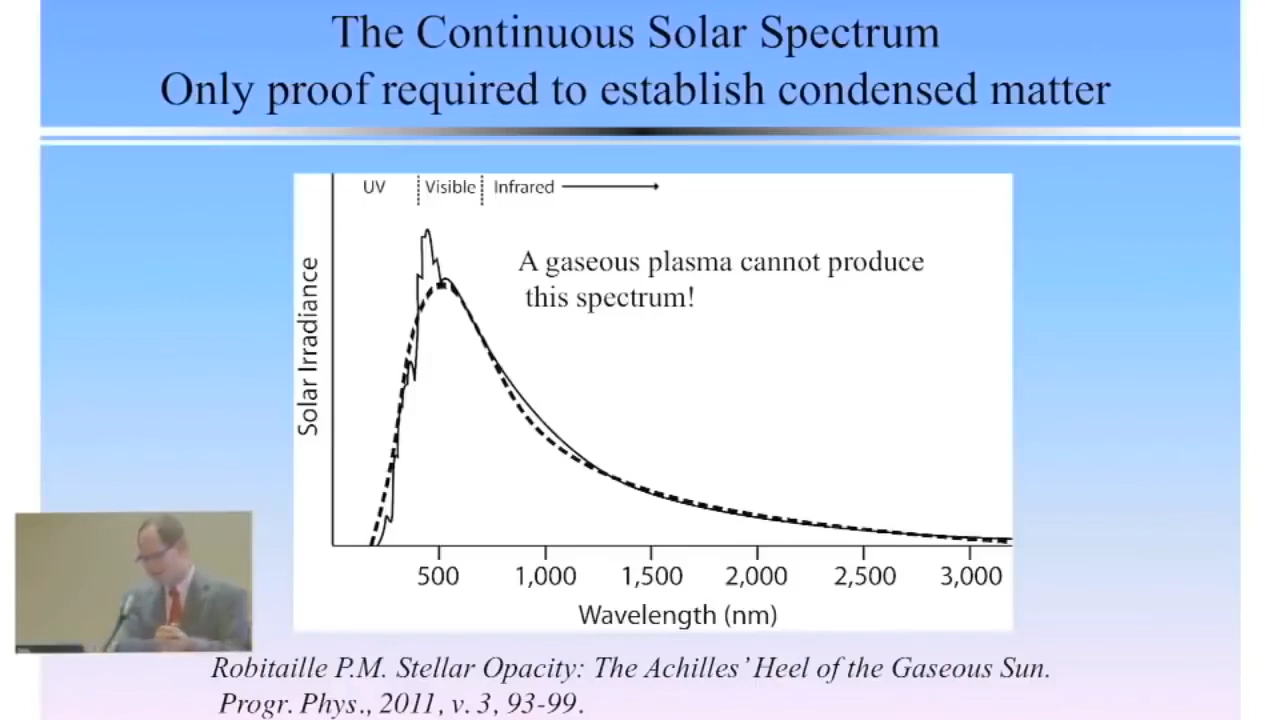 The Continuous Solar Spectrum
Only proof required to establish condensed matter
UV Visible Infrared
A gaseous plasma cannot produce
this spectrum!
Solar Irradiance
500 1,000 1,500 2,000 2,500 3,000
Wavelength (nm)
Robitaille P.M. Stellar Opacity: The Achilles’ Heel of the Gaseous Sun.
Progr. Phys., 2011, v. 3, 93-99.